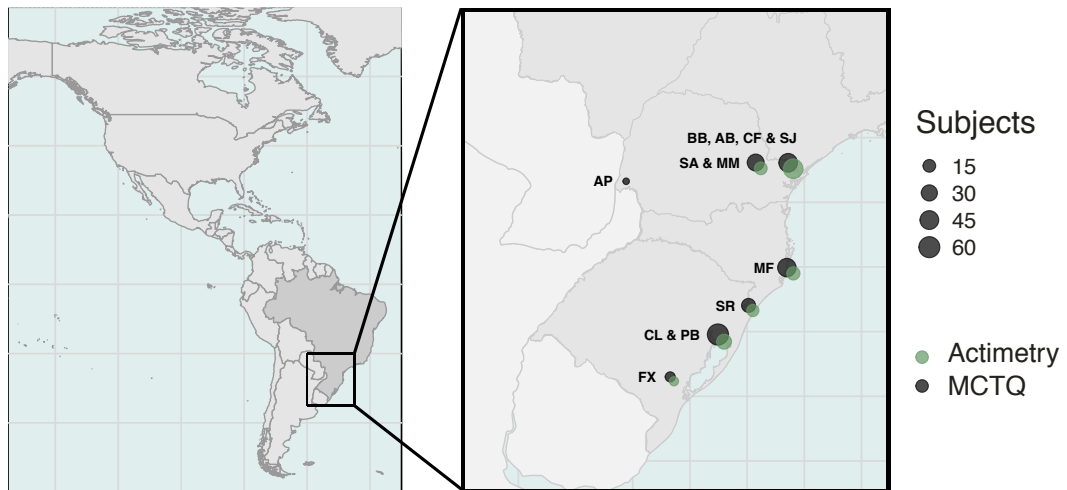 BB, AB, CF & SJ
SA & MM
AP
MF
SR
CL & PB
FX
Subjects
15
30
45
60
Actimetry
MCTQ